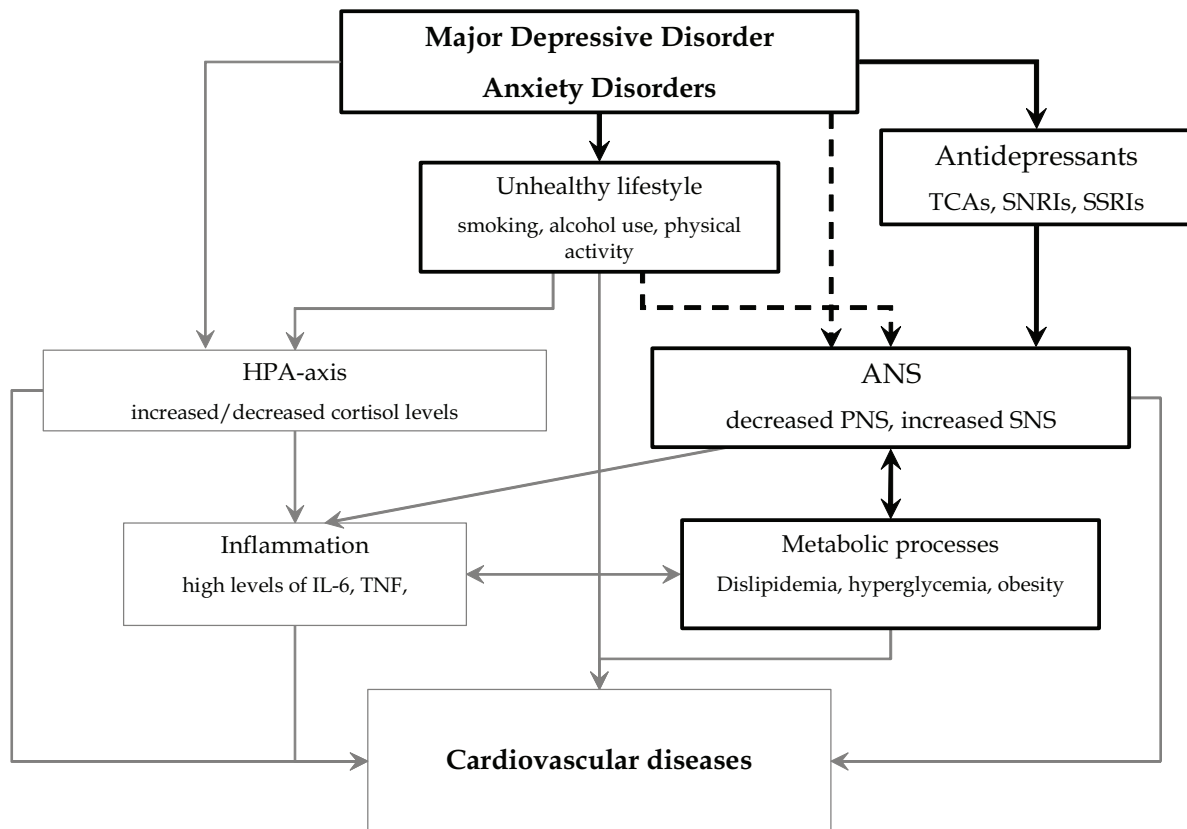 Major Depressive Disorder
Anxiety Disorders
Antidepressants
TCAs, SNRIs, SSRIs
Unhealthy lifestyle
smoking, alcohol use, physical
activity
HPA-axis
increased/decreased cortisol levels
ANS
decreased PNS, increased SNS
Inflammation
high levels of IL-6, TNF,
Metabolic processes
Dislipidemia, hyperglycemia, obesity
Cardiovascular diseases